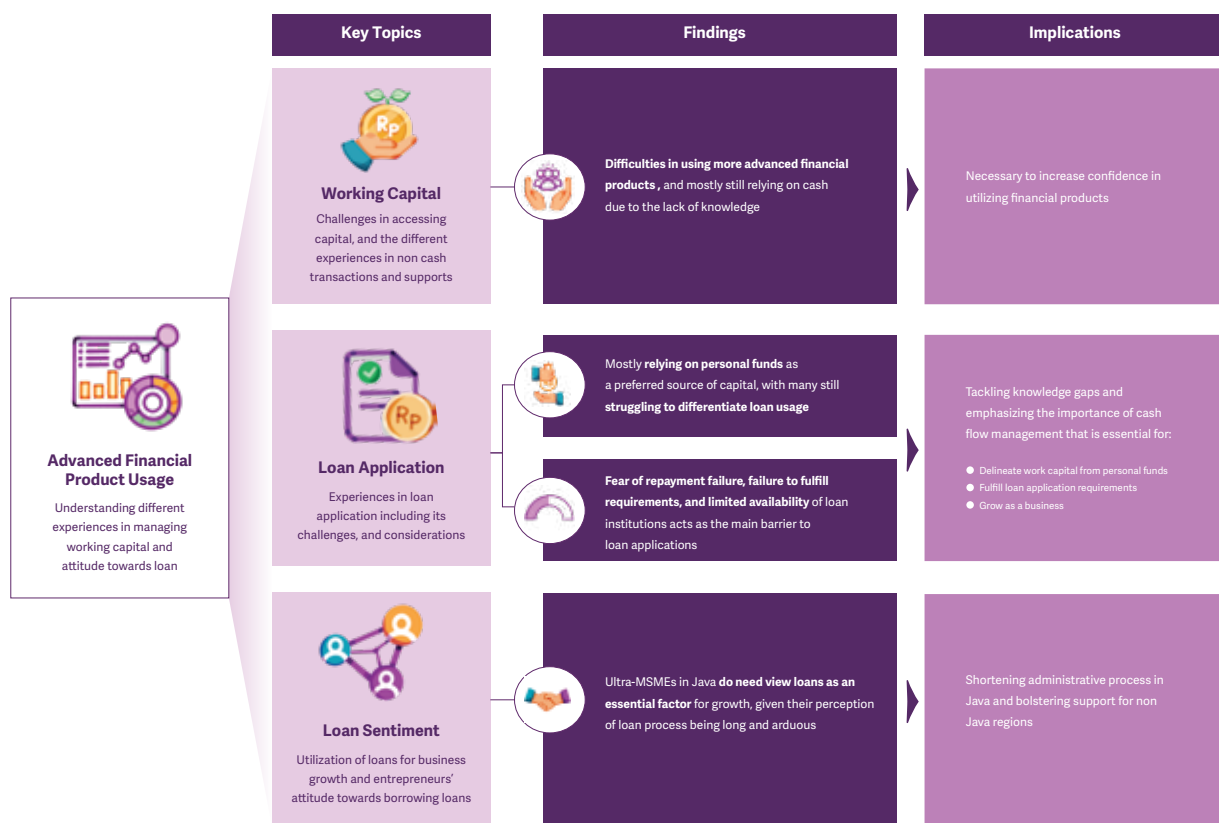 Key Topics
Findings
Implications
Advanced Financial
Product Usage
Understanding different
experiences in managing
working capital and
attitude towards loan
Rp
Working Capital
Challenges in accessing
capital, and the different
experiences in non cash
transactions and supports
Difficulties in using more advanced financial
products , and mostly still relying on cash
due to the lack of knowledge
Necessary to increase confidence in
utilizing financial products
Rp
Loan Application
Experiences in loan
application including its
challenges, and considerations
Mostly relying on personal funds as
a preferred source of capital, with many still
struggling to differentiate loan usage
Fear of repayment failure, failure to fulfill
requirements, and limited availability of loan
institutions acts as the main barrier to
loan applications
Tackling knowledge gaps and
emphasizing the importance of cash
flow management that is essential for:
● Delineate work capital from personal funds
● Fulfill loan application requirements
● Grow as a business
Loan Sentiment
Utilization of loans for business
growth and entrepreneurs’
attitude towards borrowing loans
Ultra-MSMEs in Java do need view loans as an
essential factor for growth, given their perception
of loan process being long and arduous
Shortening administrative process in
Java and bolstering support for non
Java regions